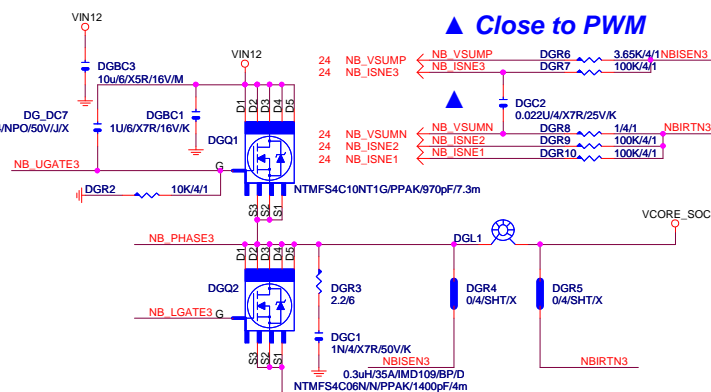 ▲ Close to PWM
VIN12
DGBC3
10u/6/X5R/16V/M
VIN12
24 NB_VSUMP NB_VSUMP DGR6 3.65K/4/1 NBISEN3
24 NB_ISNE3 NB_ISNE3 DGR7 100K/4/1
DG_DC7
/NPO/50V/J/X
DGBC1
1U/6/X7R/16V/K
D1 D2 D3 D4 D5
DGC2
0.022U/4/X7R/25V/K
▲
24 NB_VSUMN NB_VSUMN DGR8 1/4/1 NBIRTN3
24 NB_ISNE2 NB_ISNE2 DGR9 100K/4/1
24 NB_ISNE1 NB_ISNE1 DGR10 100K/4/1
DGQ1
NB_UGATE3
G
DGR2 10K/4/1
NTMFS4C10NT1G/PPAK/970pF/7.3m
S3 S2 S1
VCORE_SOC
NB_PHASE3
DGL1
D1 D2 D3 D4 D5
DGQ2
DGR3
2.2/6
DGR4
0/4/SHT/X
DGR5
0/4/SHT/X
NB_LGATE3 G
DGC1
1N/4/X7R/50V/K
S3 S2 S1
NBISEN3
NBIRTN3
0.3uH/35A/IMD109/BP/D
NTMFS4C06N/N/PPAK/1400pF/4m